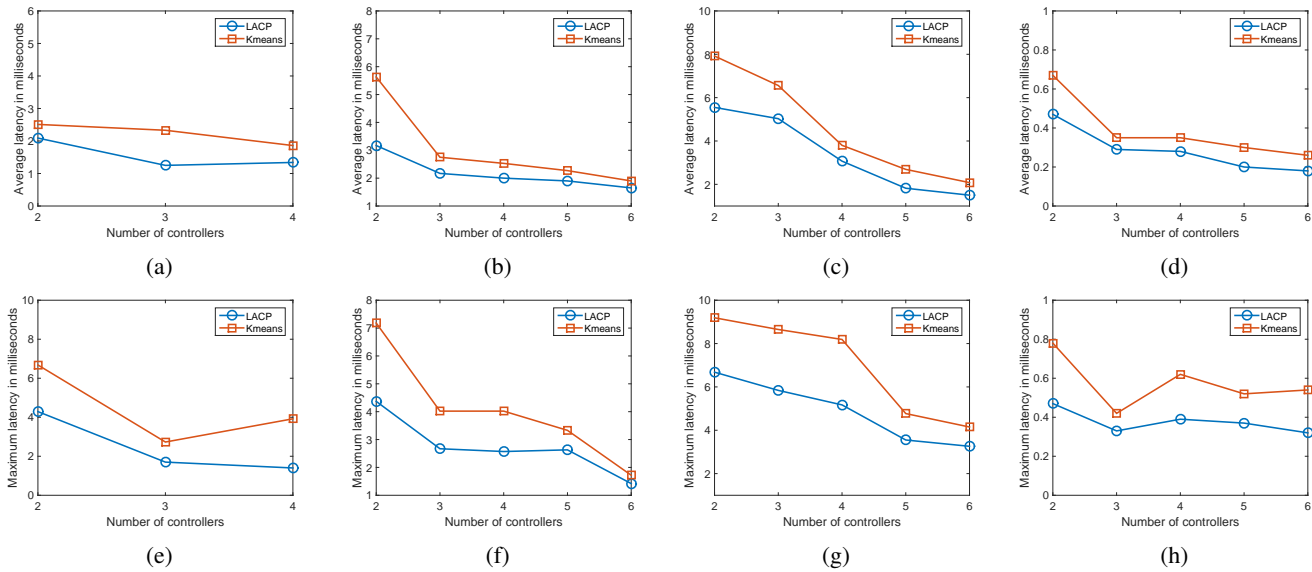 Average latency in milliseconds
6
5
4
3
2
1
0
LACP
Kmeans
2 3 4
Number of controllers
(a)
Average latency in milliseconds
8
7
6
5
4
3
2
1
LACP
Kmeans
2 3 4 5 6
Number of controllers
(b)
Average latency in milliseconds
10
8
6
4
2
LACP
Kmeans
2 3 4 5 6
Number of controllers
(c)
Average latency in milliseconds
1
0.8
0.6
0.4
0.2
0
LACP
Kmeans
2 3 4 5 6
Number of controllers
(d)
Maximum latency in milliseconds
10
8
6
4
2
0
LACP
Kmeans
2 3 4
Number of controllers
(e)
Maximum latency in milliseconds
8
7
6
5
4
3
2
1
LACP
Kmeans
2 3 4 5 6
Number of controllers
(f)
Maximum latency in milliseconds
10
8
6
4
2
LACP
Kmeans
2 3 4 5 6
Number of controllers
(g)
Maximum latency in milliseconds
1
0.8
0.6
0.4
0.2
0
LACP
Kmeans
2 3 4 5 6
Number of controllers
(h)